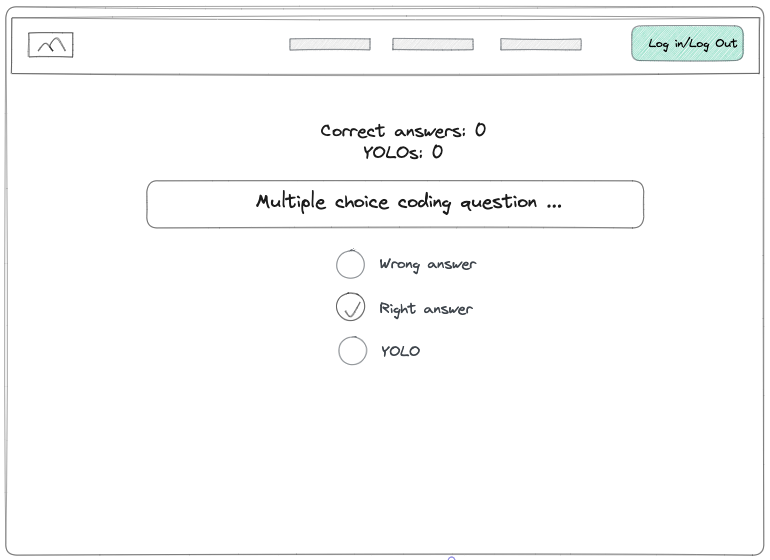 Log in/Log Out
Correct answers: 0
YOLOs: 0
Multiple choice coding question ...
Wrong answer
Right answer
YOLO